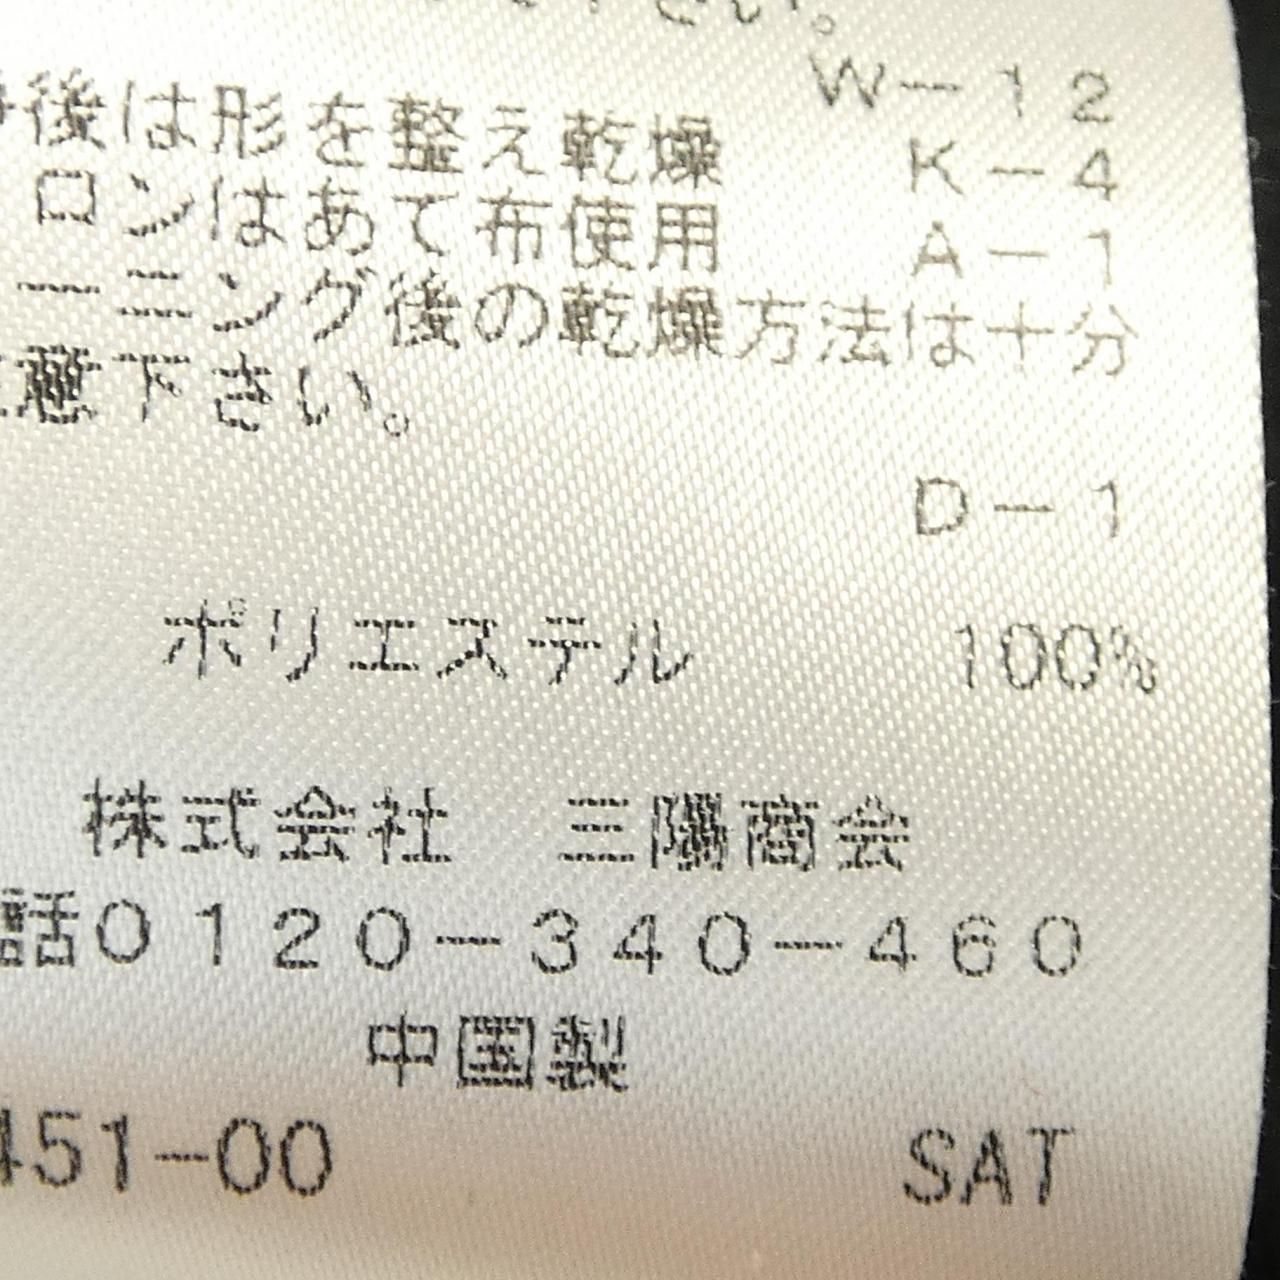 さい。
W-12
後は形を整え乾燥 K-4
ロンはあて布使用 A-1
ーニング後の乾燥方法は十分
意下さい。
D-1
ポリエステル 100%
株式会社 三陽商会
話0120-340-460
中国製
451-00 SAT